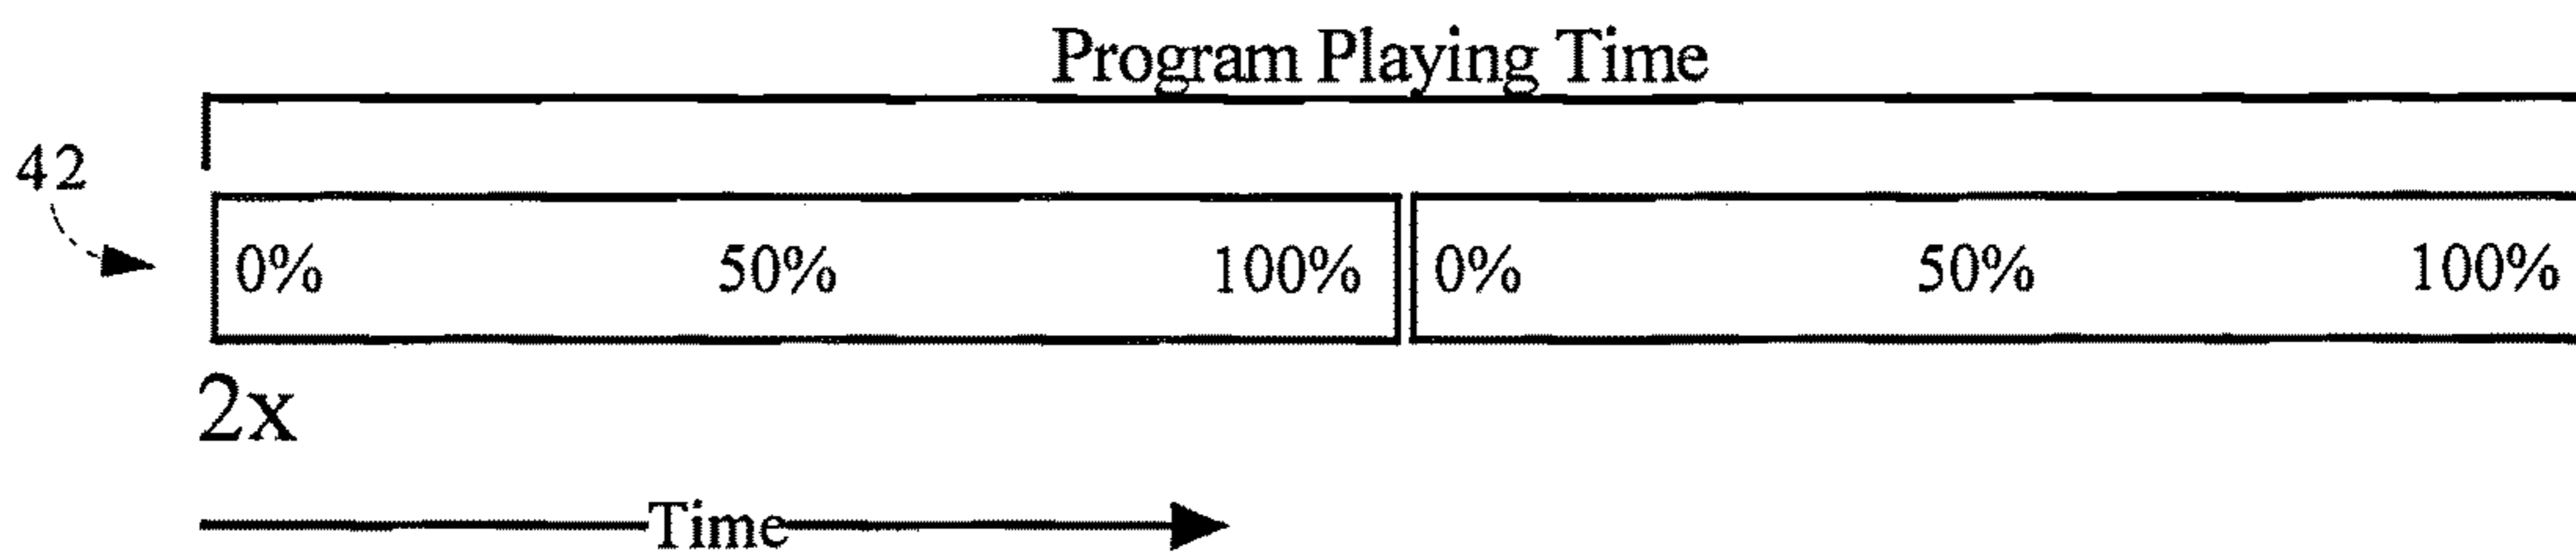 Program Playing Time
42
0% 50% 100% 0% 50% 100%
2x
Time